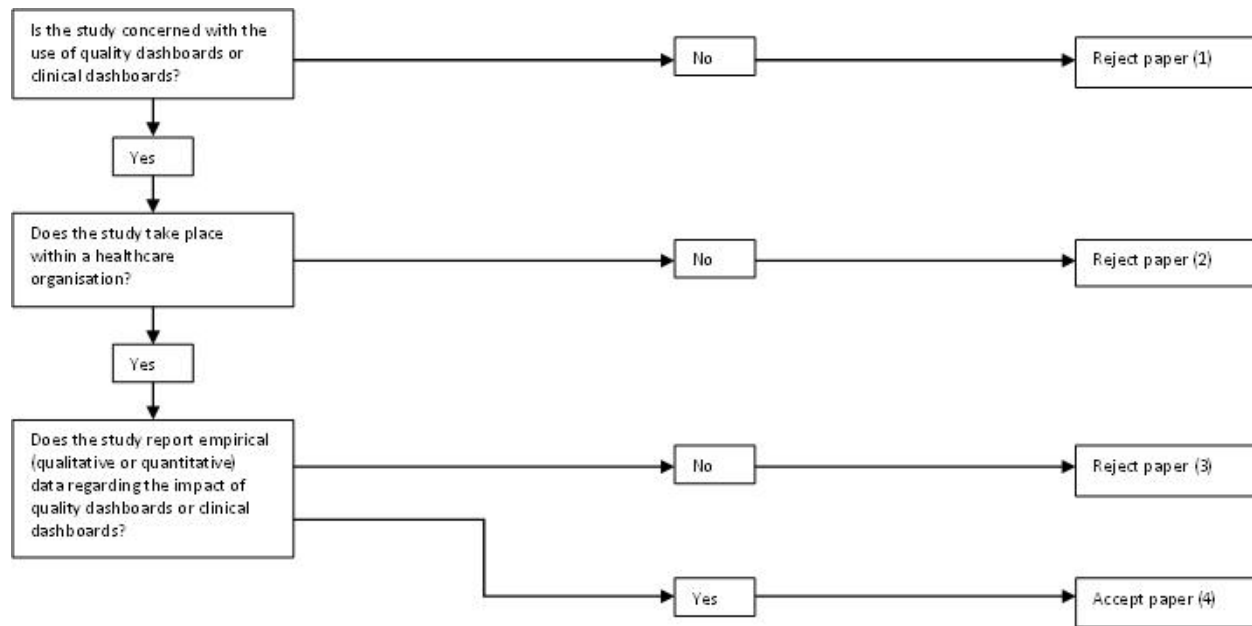 Is the study concerned with the
use of quality dashboards or
clinical dashboards?
No
Reject paper (1)
Yes
Does the study take place
within a healthcare
organisation?
No
Reject paper (2)
Yes
Does the study report empirical
(qualitative or quantitative)
data regarding the impact of
quality dashboards or clinical
dashboards?
No
Reject paper (3)
Yes
Accept paper (4)